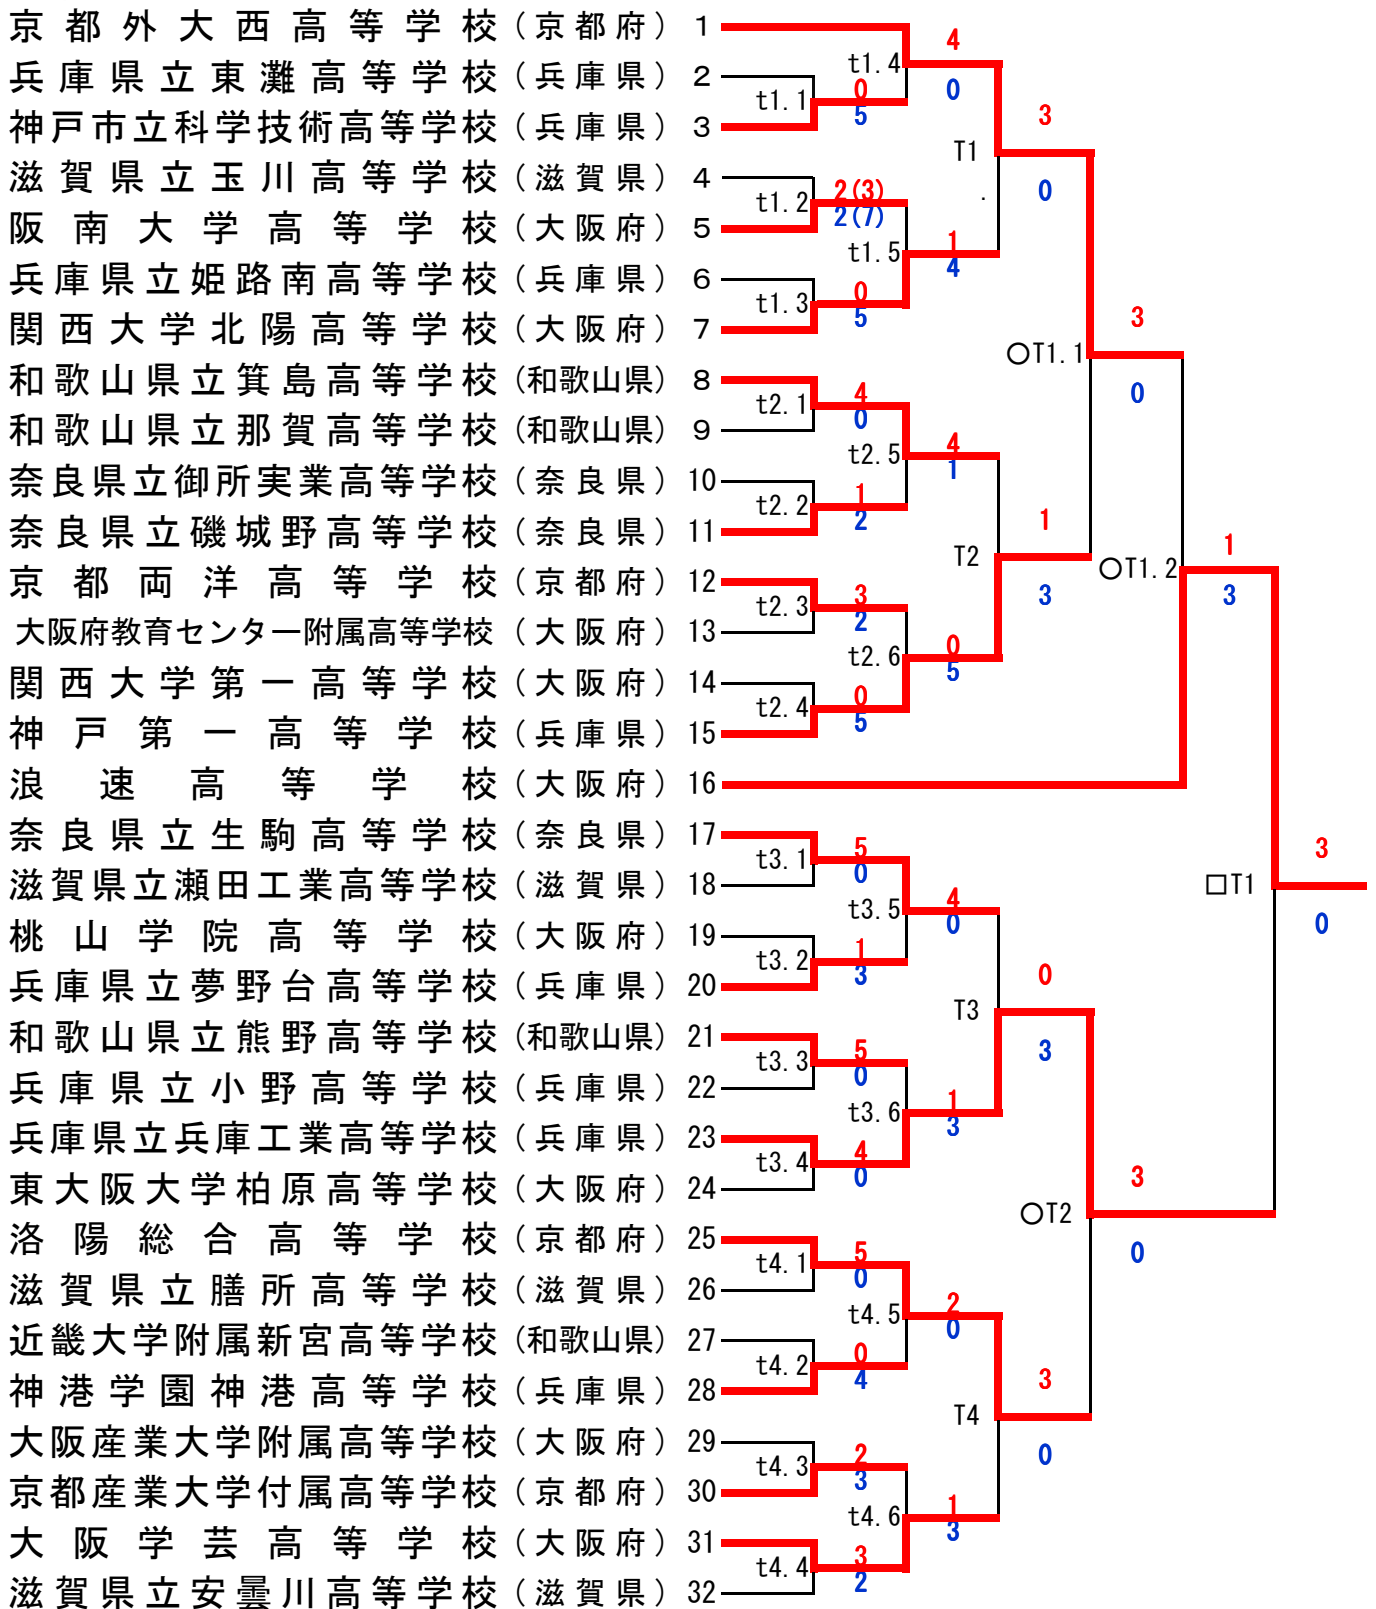 京都外大西高等学校(京都府) 1
兵庫県立東灘高等学校(兵庫県) 2
神戸市立科学技術高等学校(兵庫県) 3
滋賀県立玉川高等学校(滋賀県) 4
阪南大学高等学校(大阪府) 5
兵庫県立姫路南高等学校(兵庫県) 6
関西大学北陽高等学校(大阪府) 7
和歌山県立箕島高等学校(和歌山県) 8
和歌山県立那賀高等学校(和歌山県) 9
奈良県立御所実業高等学校(奈良県) 10
奈良県立磯城野高等学校(奈良県) 11
京都両洋高等学校(京都府) 12
大阪府教育センター附属高等学校(大阪府) 13
関西大学第一高等学校(大阪府) 14
神戸第一高等学校(兵庫県) 15
浪速高等学校(大阪府) 16
奈良県立生駒高等学校(奈良県) 17
滋賀県立瀬田工業高等学校(滋賀県) 18
桃山学院高等学校(大阪府) 19
兵庫県立夢野台高等学校(兵庫県) 20
和歌山県立熊野高等学校(和歌山県) 21
兵庫県立小野高等学校(兵庫県) 22
兵庫県立兵庫工業高等学校(兵庫県) 23
東大阪大学柏原高等学校(大阪府) 24
洛陽総合高等学校(京都府) 25
滋賀県立膳所高等学校(滋賀県) 26
近畿大学附属新宮高等学校(和歌山県) 27
神港学園神港高等学校(兵庫県) 28
大阪産業大学附属高等学校(大阪府) 29
京都産業大学付属高等学校(京都府) 30
大阪学芸高等学校(大阪府) 31
滋賀県立安曇川高等学校(滋賀県) 32
t1.1 0 5
t1.2 2(3) 2(7)
t1.3 0 5
t2.1 4 0
t2.2 1 2
t2.3 3 2
t2.4 0 5
t3.1 5 0
t3.2 1 3
t3.3 5 0
t3.4 4 0
t4.1 5 0
t4.2 0 4
t4.3 2 3
t4.4 3 2
t1.4 4 0
t1.5 1 4
t2.5 4 1
t2.6 0 5
t3.5 4 0
t3.6 1 3
t4.5 2 0
t4.6 1 3
T1 3 0
T2 1 3
T3 0 3
T4 3 0
○T1.1 3 0
○T1.2 1 3
○T2 3 0
□T1 3 0